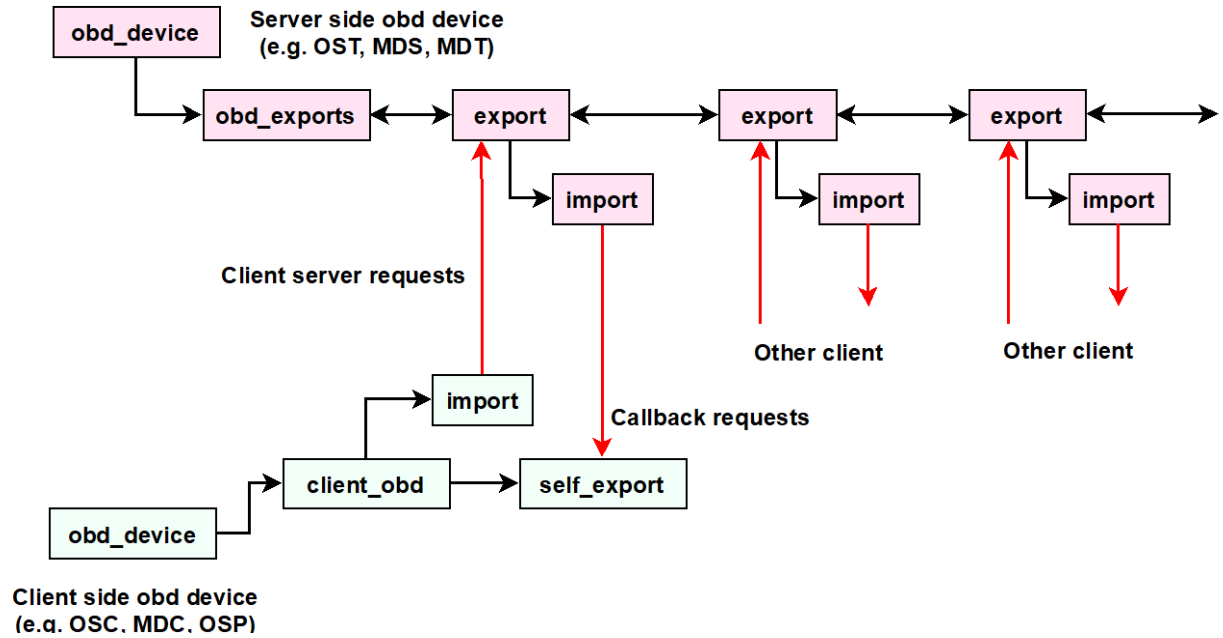 obd_device
Server side obd device
(e.g. OST, MDS, MDT)
obd_exports
export
export
export
import
import
import
Client server requests
Other client
Other client
import
Callback requests
client_obd
self_export
obd_device
Client side obd device
(e.g. OSC, MDC, OSP)